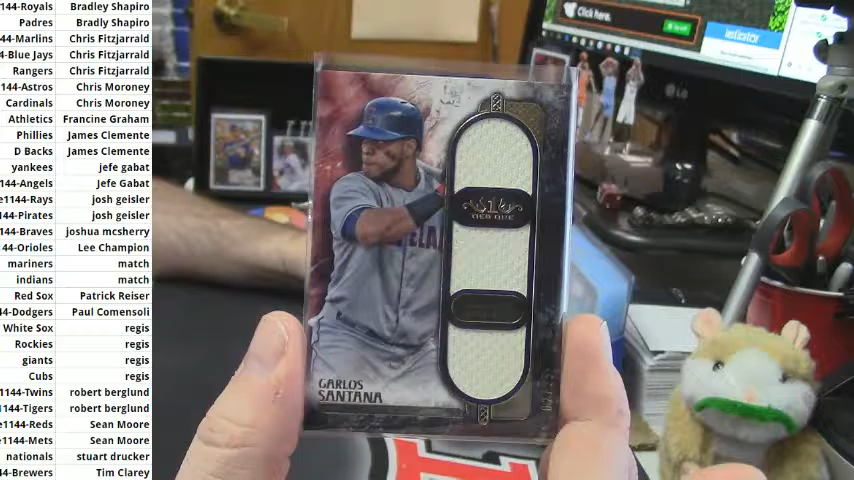 144-Royals Bradley Shapiro
Padres Bradly Shapiro
44-Marlins Chris Fitzjarrald
4-Blue Jays Chris Fitzjarrald
Rangers Chris Fitzjarrald
144-Astros Chris Moroney
Cardinals Chris Moroney
Athletics Francine Graham
Phillies James Clemente
D Backs James Clemente
yankees jefe gabat
144-Angels Jefe Gabat
e1144-Rays josh geisler
144-Pirates josh geisler
144-Braves joshua mcsherry
44-Orioles Lee Champion
mariners match
indians match
Red Sox Patrick Reiser
4-Dodgers Paul Comensoli
White Sox regis
Rockies regis
giants regis
Cubs regis
1144-Twins robert berglund
1144-Tigers robert berglund
e1144-Reds Sean Moore
e1144-Mets Sean Moore
nationals stuart drucker
44-Brewers Tim Clarey
Click here.
LG
1
TIER ONE
CARLOS
SANTANA